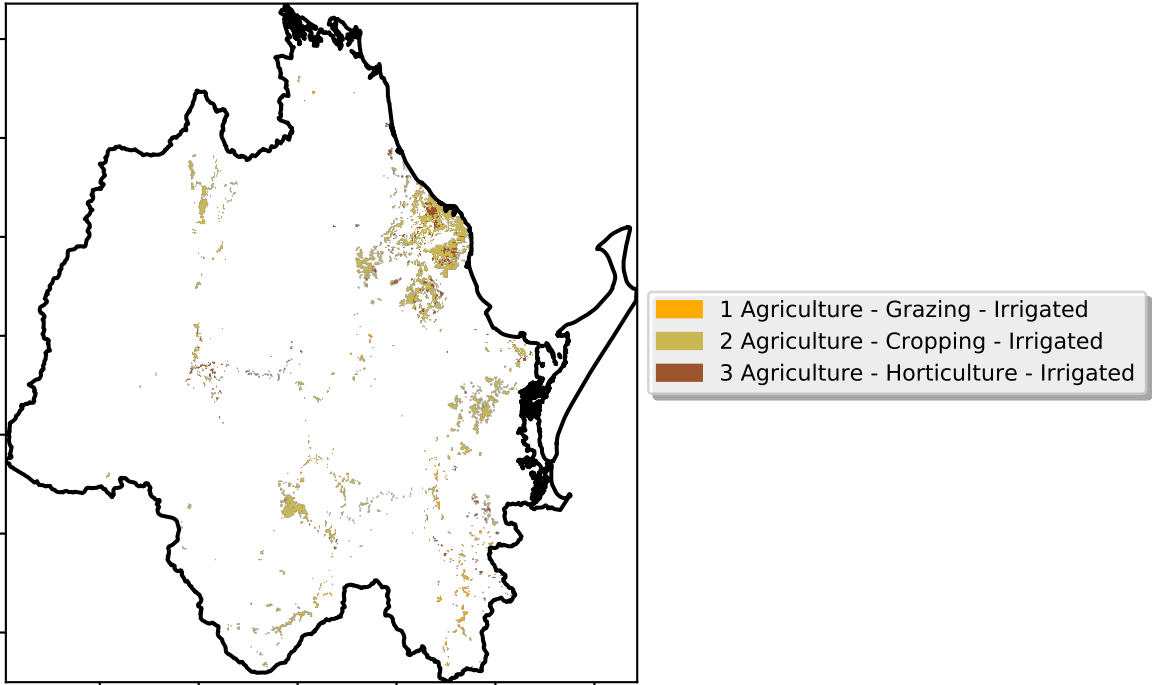 1 Agriculture - Grazing - Irrigated
2 Agriculture - Cropping - Irrigated
3 Agriculture - Horticulture - Irrigated